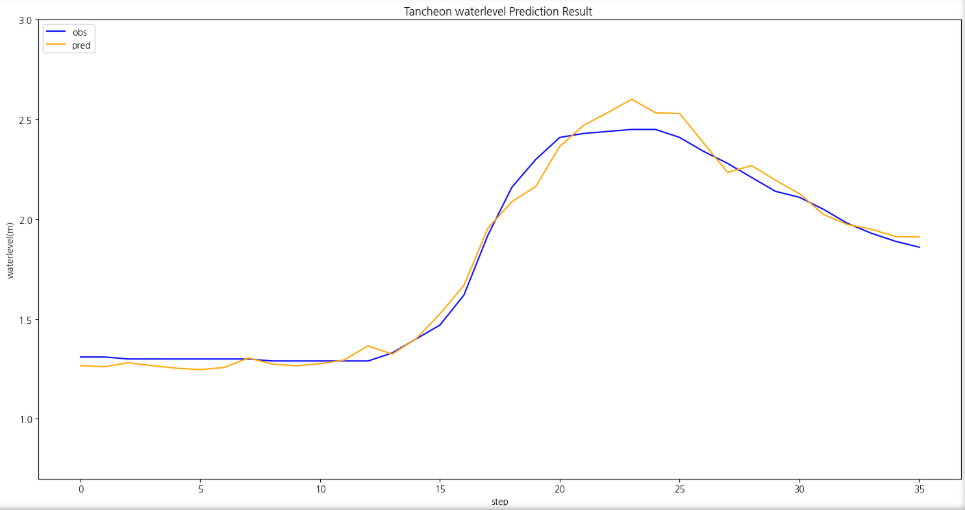 Tancheon waterlevel Prediction Result
obs
pred
3.0
2.5
2.0
1.5
1.0
waterlevel(m)
0 5 10 15 20 25 30 35
step